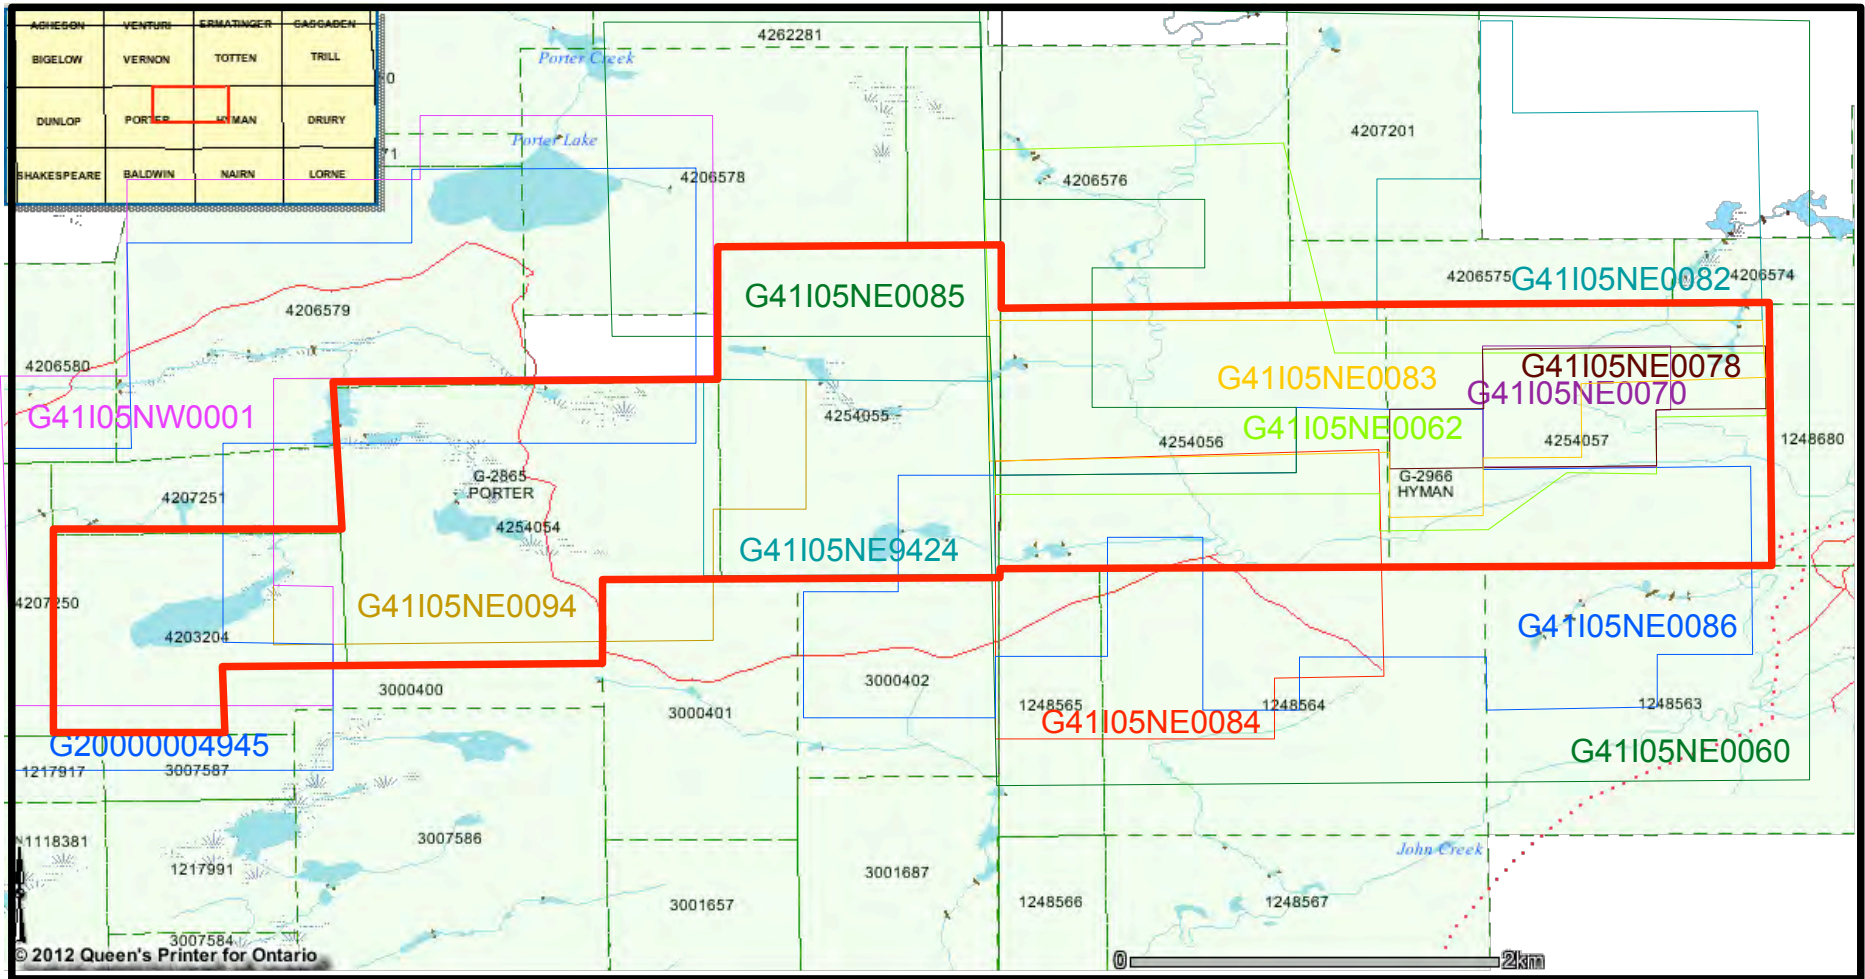 ACHESON VENTURI ERMATINGER CASCADEN
BIGELOW VERNON TOTTEN TRILL
0
DUNLOP PORTER HYMAN DRURY
71
SHAKESPEARE BALDWIN NAIRN LORNE
4262281
Porter Creek
Porter Lake
4207201
4206578
4206576
4206575
G41I05NE0082
4206574
G41I05NE0085
4206579
4206580
G41I05NE0083
G41I05NE0078
G41I05NE0070
G41I05NW0001
4254055
G41I05NE0062
4254056
4254057
1248680
G-2865
PORTER
G-2966
HYMAN
4207251
4254054
G41I05NE9424
4207250
G41I05NE0094
4203204
G41I05NE0086
3000400
3000402
3000401
1248565
1248564
1248563
G41I05NE0084
G20000004945
G41I05NE0060
1217917
3007587
N1118381
3007586
1217991
John Creek
3001687
3001657
1248566
1248567
3007584
© 2012 Queen's Printer for Ontario
0 2km